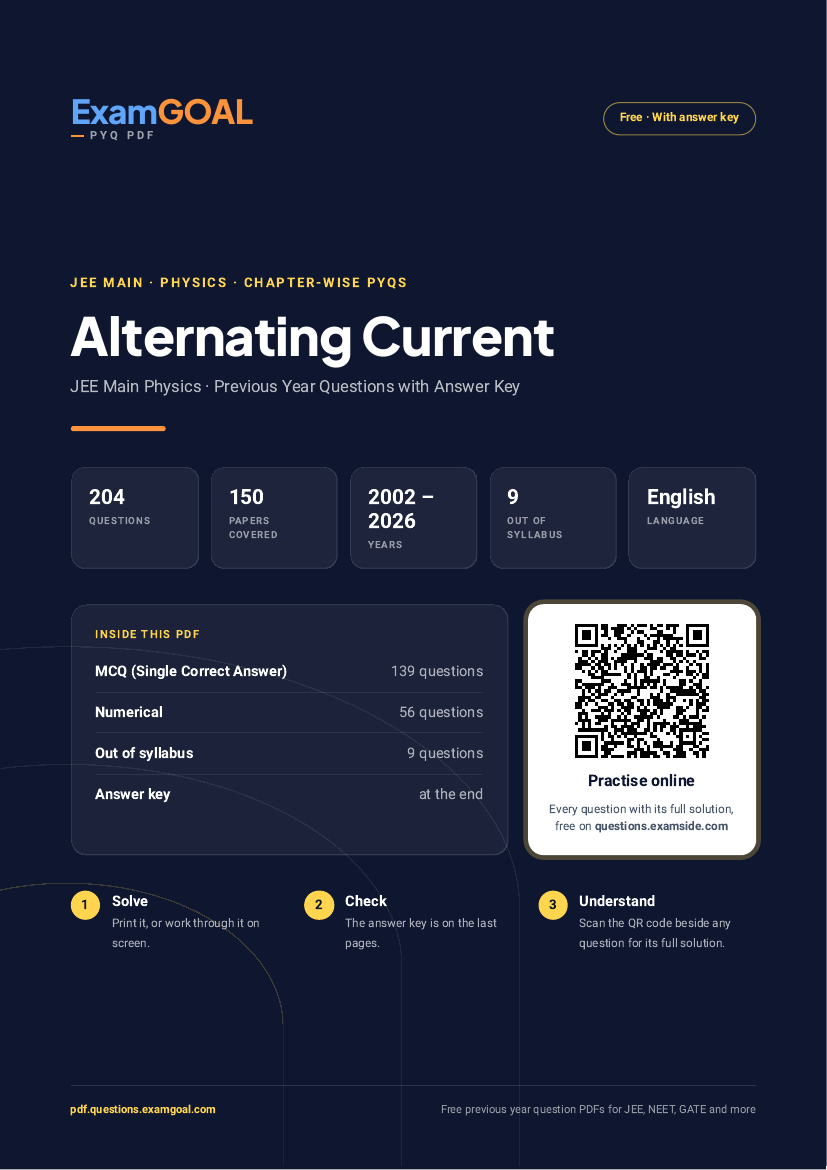 ExamGOAL
PYQ PDF
Free · With answer key
JEE MAIN · PHYSICS · CHAPTER-WISE PYQS
Alternating Current
JEE Main Physics · Previous Year Questions with Answer Key
204
QUESTIONS
150
PAPERS
COVERED
2002 –
2026
YEARS
9
OUT OF
SYLLABUS
English
LANGUAGE
INSIDE THIS PDF
MCQ (Single Correct Answer) 139 questions
Numerical 56 questions
Out of syllabus 9 questions
Answer key at the end
Practise online
Every question with its full solution,
free on questions.examside.com
1 Solve
Print it, or work through it on
screen.
2 Check
The answer key is on the last
pages.
3 Understand
Scan the QR code beside any
question for its full solution.
pdf.questions.examgoal.com
Free previous year question PDFs for JEE, NEET, GATE and more